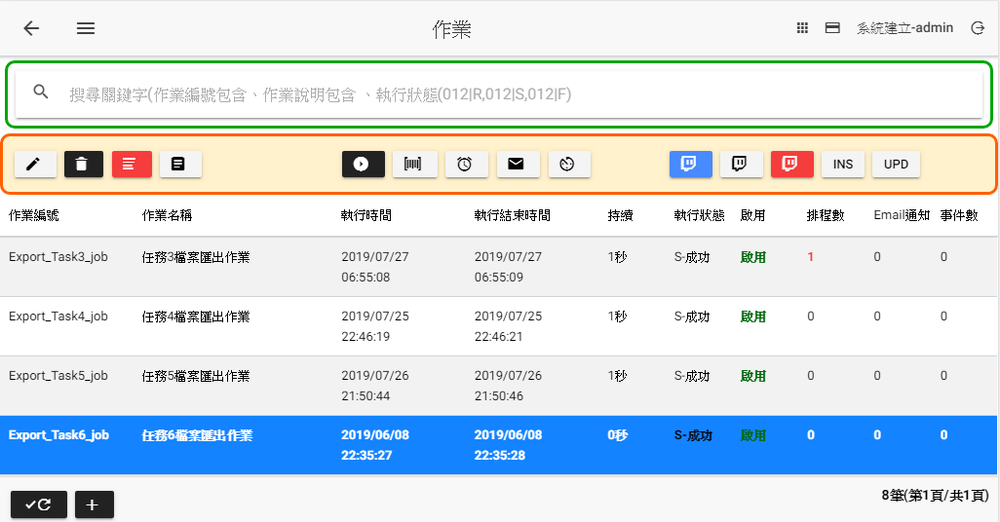 作業
系統建立-admin
搜尋關鍵字(作業編號包含、作業說明包含 、執行狀態(012|R,012|S,012|F)
INS UPD
作業編號 作業名稱 執行時間 執行結束時間 持續 執行狀態 啟用 排程數 Email通知 事件數
Export_Task3_job 任務3檔案匯出作業 2019/07/27 2019/07/27 1秒 S-成功 啟用 1 0 0
06:55:08 06:55:09
Export_Task4_job 任務4檔案匯出作業 2019/07/25 2019/07/25 1秒 S-成功 啟用 0 0 0
22:46:19 22:46:21
Export_Task5_job 任務5檔案匯出作業 2019/07/26 2019/07/26 1秒 S-成功 啟用 0 0 0
21:50:44 21:50:46
Export_Task6_job 任務6檔案匯出作業 2019/06/08 2019/06/08 0秒 S-成功 啟用 0 0 0
22:35:27 22:35:28
8筆(第1頁/共1頁)